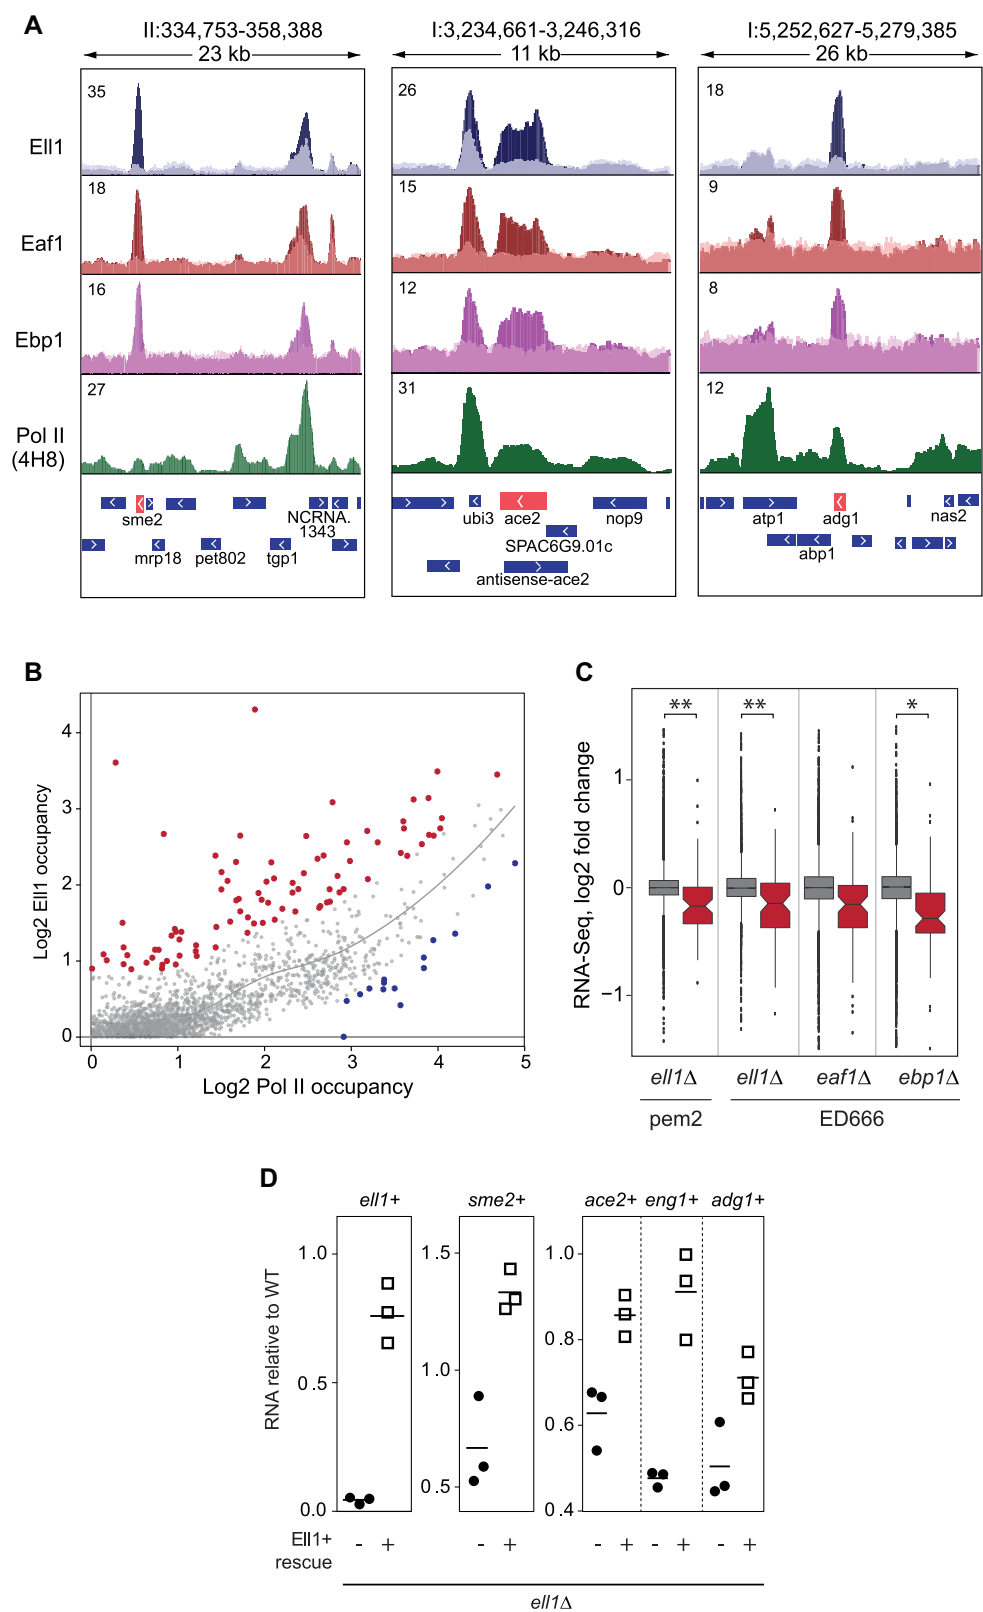 A
II:334,753-358,388
I:3,234,661-3,246,316
I:5,252,627-5,279,385
23 kb
11 kb
26 kb
Ell1
35
26
18
Eaf1
18
15
9
Ebp1
16
12
8
Pol II
(4H8)
27
31
12
sme2
NCRNA.
1343
mrp18
pet802
tgp1
ubi3
ace2
nop9
SPAC6G9.01c
antisense-ace2
atp1
adg1
nas2
abp1
B
Log2 Ell1 occupancy
4
3
2
1
0
0 1 2 3 4 5
Log2 Pol II occupancy
C
RNA-Seq, log2 fold change
** ** *
1
0
−1
ell1Δ ell1Δ eaf1Δ ebp1Δ
pem2 ED666
D
ell1+ sme2+ ace2+ eng1+ adg1+
RNA relative to WT
1.0
0.5
0.0
1.5
1.0
0.5
1.0
0.8
0.6
0.4
Ell1+
rescue
- + - + - + - + - +
ell1Δ